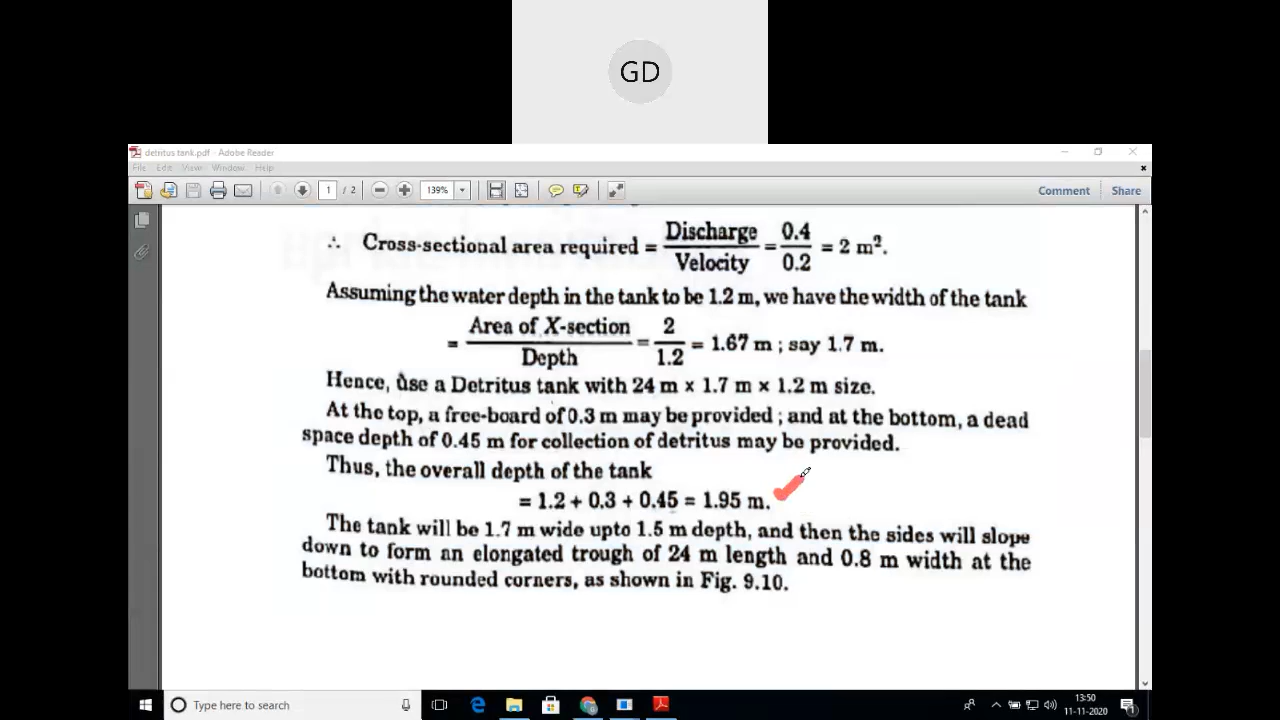 GD
detritus tank.pdf - Adobe Reader
File Edit View Window Help
1 / 2 139% Comment Share
∴ Cross-sectional area required = Discharge / Velocity = 0.4 / 0.2 = 2 m².
Assuming the water depth in the tank to be 1.2 m, we have the width of the tank
= Area of X-section / Depth = 2 / 1.2 = 1.67 m ; say 1.7 m.
Hence, use a Detritus tank with 24 m × 1.7 m × 1.2 m size.
At the top, a free-board of 0.3 m may be provided ; and at the bottom, a dead
space depth of 0.45 m for collection of detritus may be provided.
Thus, the overall depth of the tank
= 1.2 + 0.3 + 0.45 = 1.95 m.
The tank will be 1.7 m wide upto 1.5 m depth, and then the sides will slope
down to form an elongated trough of 24 m length and 0.8 m width at the
bottom with rounded corners, as shown in Fig. 9.10.
Type here to search
13:50
11-11-2020
1